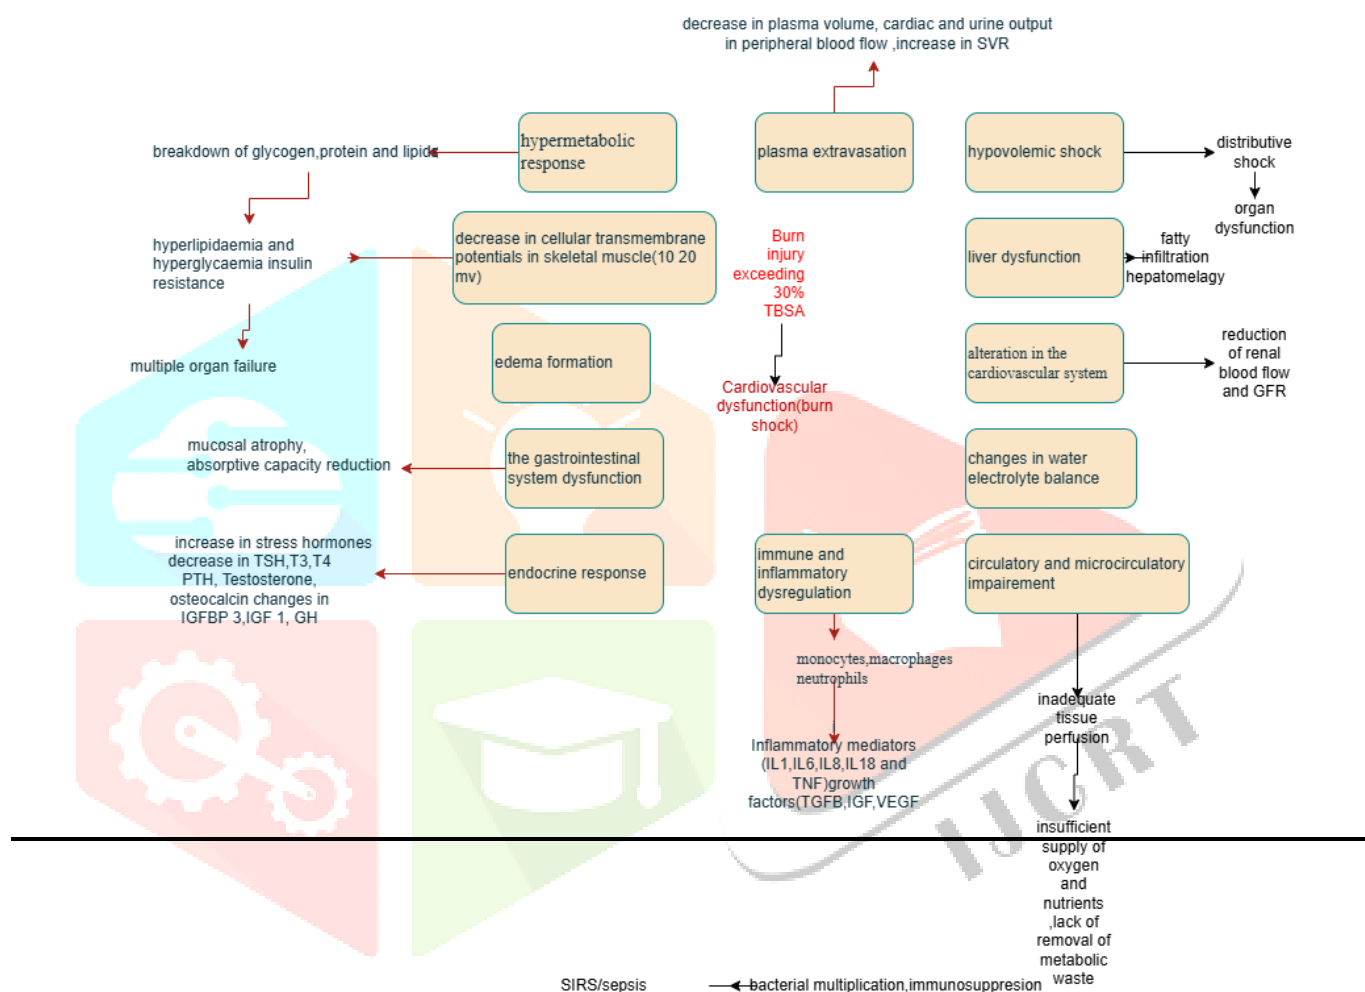 decrease in plasma volume, cardiac and urine output
in peripheral blood flow ,increase in SVR
breakdown of glycogen,protein and lipids
hypermetabolic
response
plasma extravasation
hypovolemic shock
distributive
shock
organ
dysfunction
hyperlipidaemia and
hyperglycaemia insulin
resistance
decrease in cellular transmembrane
potentials in skeletal muscle(10 20
mv)
Burn
injury
exceeding
30%
TBSA
liver dysfunction
fatty
infiltration
hepatomelagy
multiple organ failure
edema formation
Cardiovascular
dysfunction(burn
shock)
alteration in the
cardiovascular system
reduction
of renal
blood flow
and GFR
mucosal atrophy,
absorptive capacity reduction
the gastrointestinal
system dysfunction
changes in water
electrolyte balance
increase in stress hormones
decrease in TSH,T3,T4
PTH, Testosterone,
osteocalcin changes in
IGFBP 3,IGF 1, GH
endocrine response
immune and
inflammatory
dysregulation
circulatory and microcirculatory
impairement
monocytes,macrophages
neutrophils
Inflammatory mediators
(IL1,IL6,IL8,IL18 and
TNF)growth
factors(TGFB,IGF,VEGF
inadequate
tissue
perfusion
insufficient
supply of
oxygen
and
nutrients
,lack of
removal of
metabolic
waste
SIRS/sepsis
bacterial multiplication,immunosuppresion
IJCRT